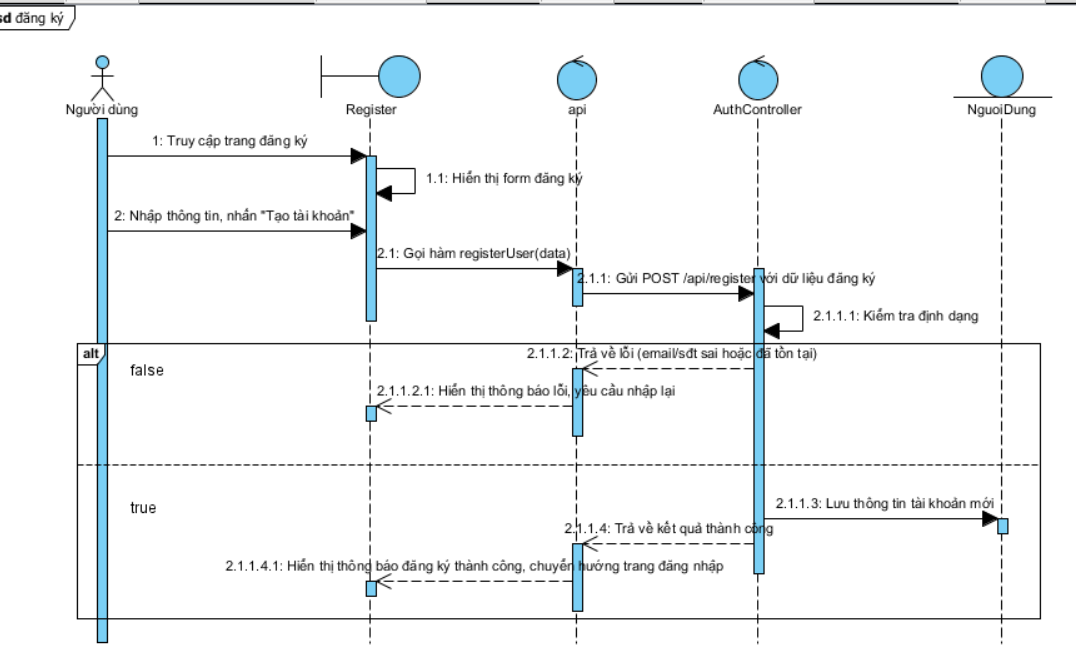 sd đăng ký
Người dùng
Register
api
AuthController
NguoiDung
1: Truy cập trang đăng ký
1.1: Hiển thị form đăng ký
2: Nhập thông tin, nhấn "Tạo tài khoản"
2.1: Gọi hàm registerUser(data)
2.1.1: Gửi POST /api/register với dữ liệu đăng ký
2.1.1.1: Kiểm tra định dạng
alt
2.1.1.2: Trả về lỗi (email/sđt sai hoặc đã tồn tại)
false
2.1.1.2.1: Hiển thị thông báo lỗi, yêu cầu nhập lại
true
2.1.1.3: Lưu thông tin tài khoản mới
2.1.1.4: Trả về kết quả thành công
2.1.1.4.1: Hiển thị thông báo đăng ký thành công, chuyển hướng trang đăng nhập